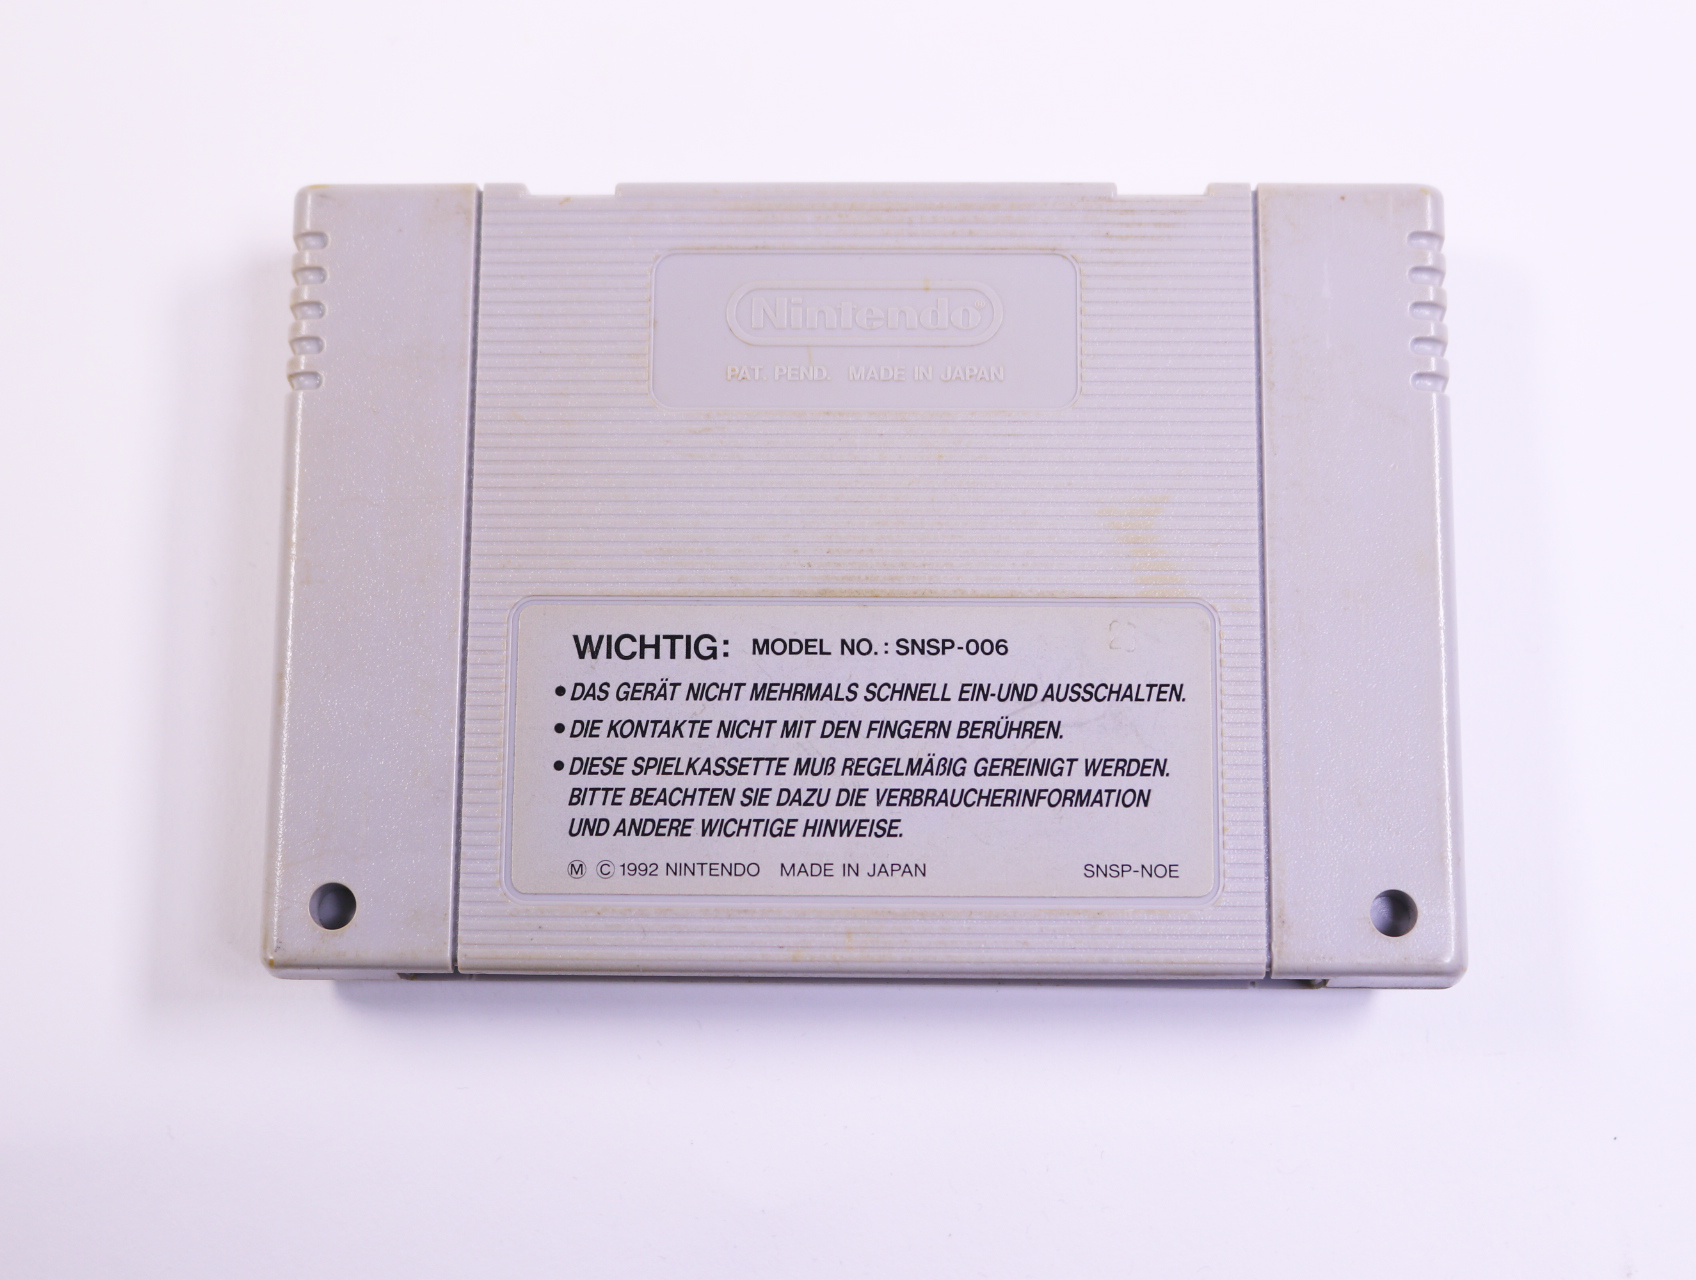 Nintendo®
PAT. PEND. MADE IN JAPAN
WICHTIG: MODEL NO.: SNSP-006
• DAS GERÄT NICHT MEHRMALS SCHNELL EIN-UND AUSSCHALTEN.
• DIE KONTAKTE NICHT MIT DEN FINGERN BERÜHREN.
• DIESE SPIELKASSETTE MUß REGELMÄßIG GEREINIGT WERDEN.
BITTE BEACHTEN SIE DAZU DIE VERBRAUCHERINFORMATION
UND ANDERE WICHTIGE HINWEISE.
Ⓜ © 1992 NINTENDO MADE IN JAPAN SNSP-NOE